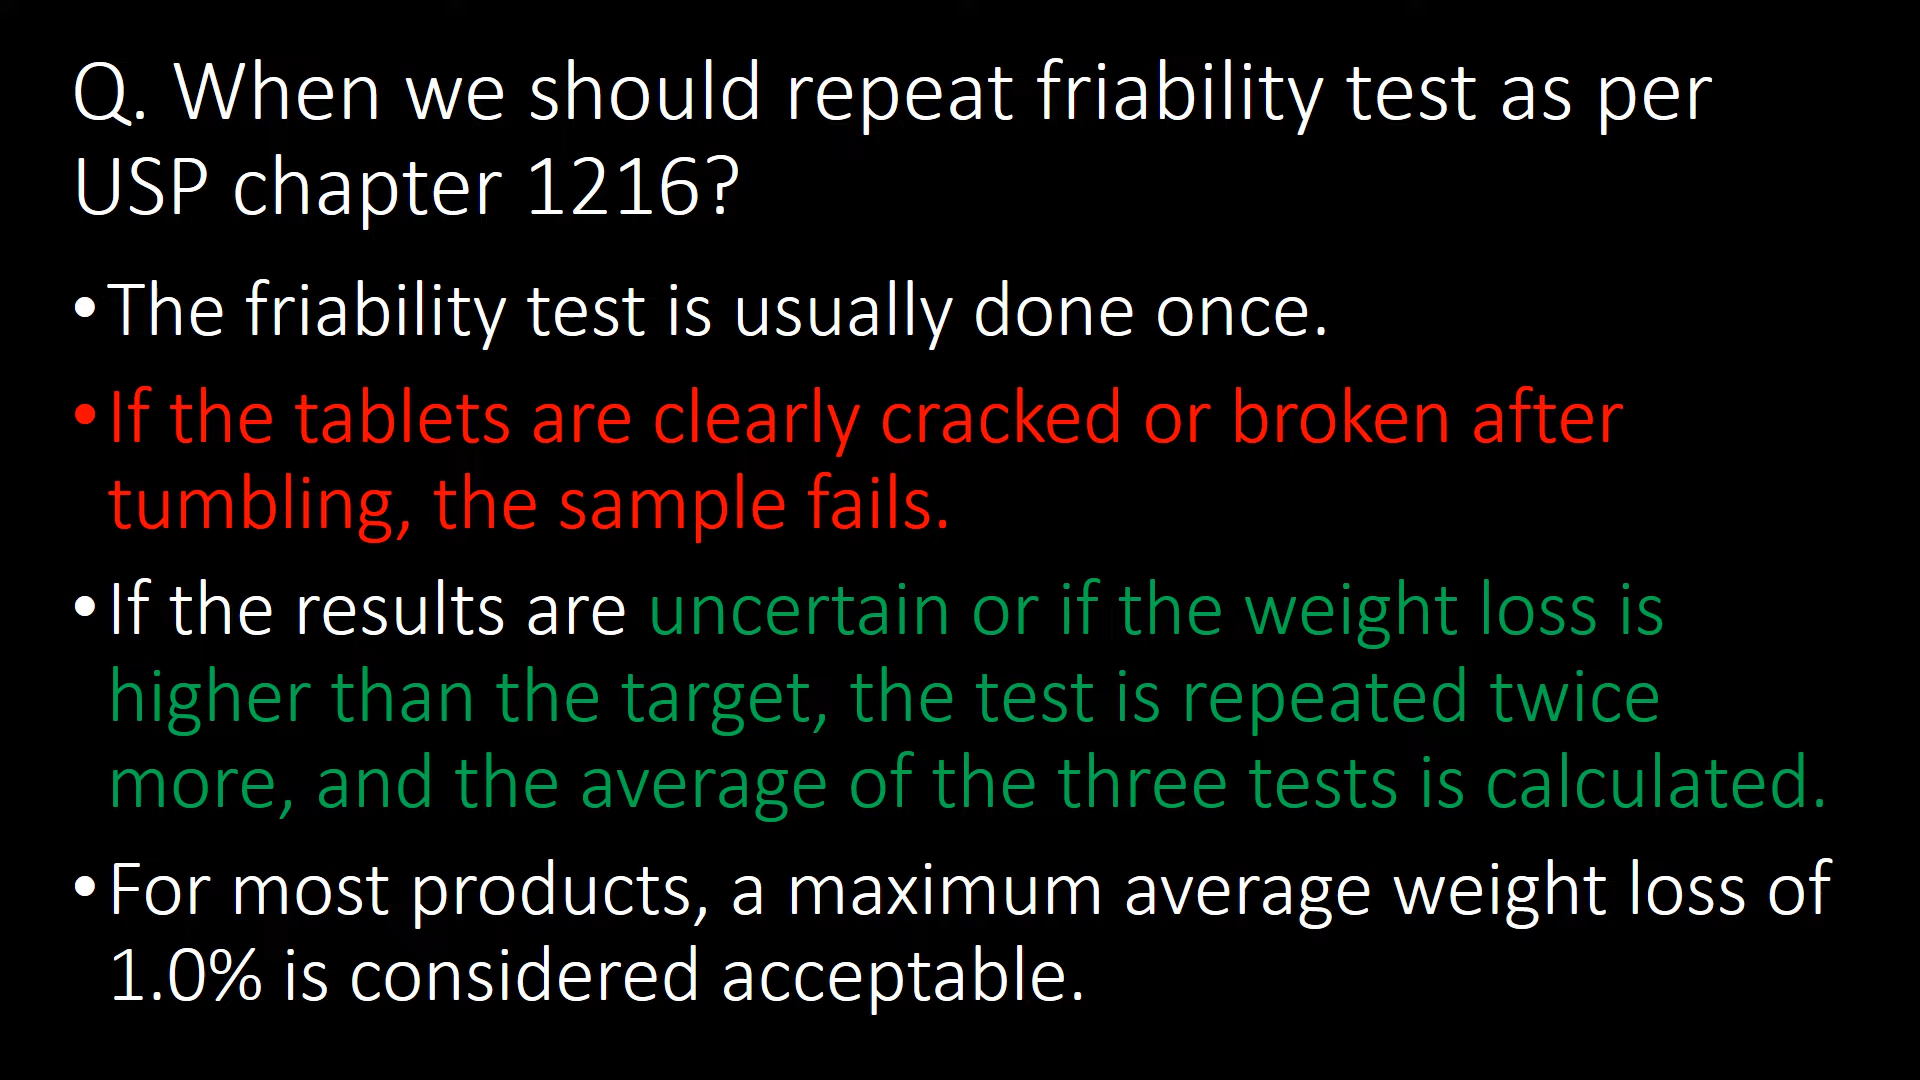 Q. When we should repeat friability test as per
USP chapter 1216?
•The friability test is usually done once.
•If the tablets are clearly cracked or broken after
tumbling, the sample fails.
•If the results are uncertain or if the weight loss is
higher than the target, the test is repeated twice
more, and the average of the three tests is calculated.
•For most products, a maximum average weight loss of
1.0% is considered acceptable.